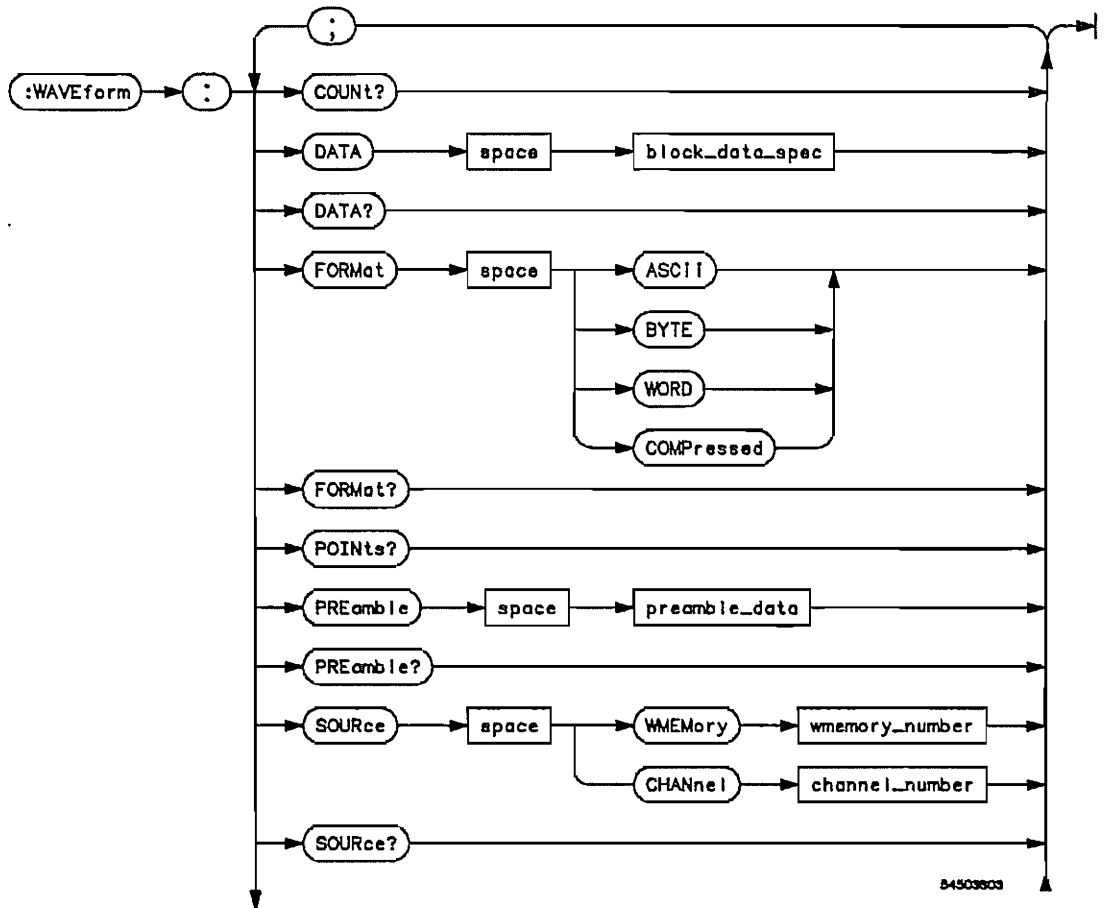 ;
:WAVEform : COUNt?
DATA space block_data_spec
DATA?
FORMat space ASCii
BYTE
WORD
COMPressed
FORMat?
POINts?
PREamble space preamble_data
PREamble?
SOURce space WMEMory wmemory_number
CHANnel channel_number
SOURce?
54503603